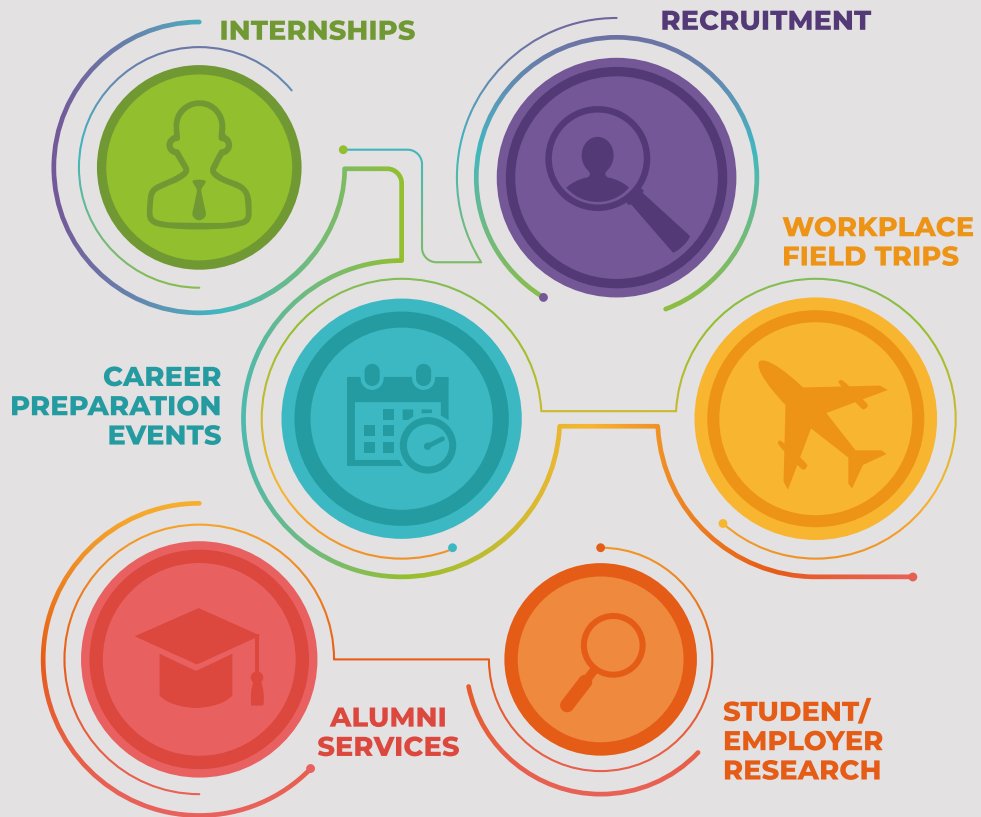 INTERNSHIPS
RECRUITMENT
WORKPLACE
FIELD TRIPS
CAREER
PREPARATION
EVENTS
ALUMNI
SERVICES
STUDENT/
EMPLOYER
RESEARCH